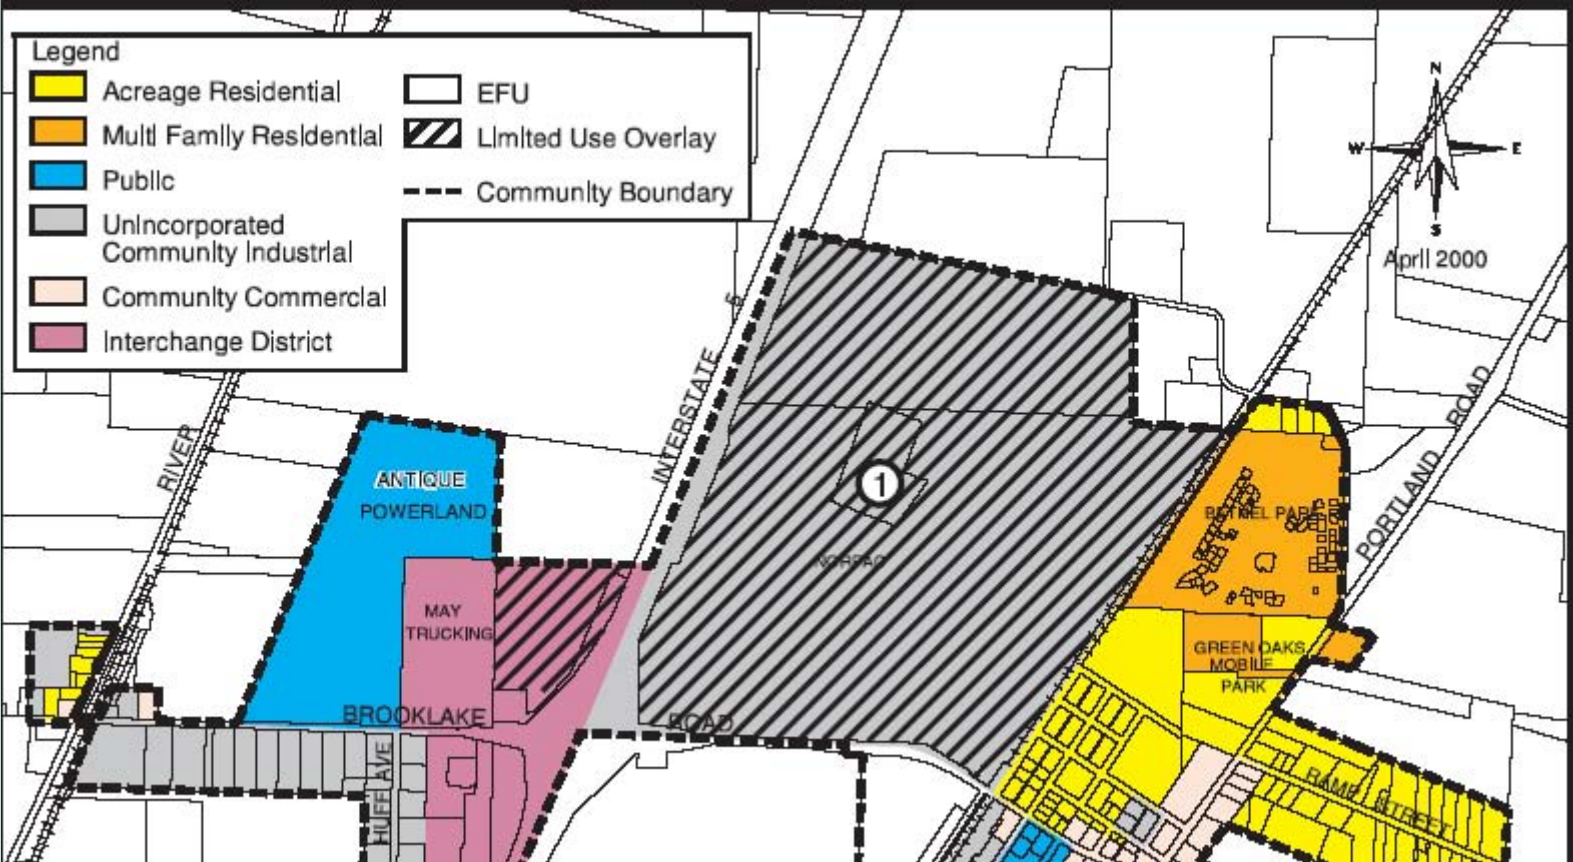 Legend
Acreage Residential
Multi Family Residential
Public
Unincorporated
Community Industrial
Community Commercial
Interchange District
EFU
Limited Use Overlay
Community Boundary
N
W
E
S
April 2000
5
INTERSTATE
RIVER
ANTIQUE
POWERLAND
1
NORPAC
BETHEL PARK
PORTLAND ROAD
MAY
TRUCKING
GREEN OAKS
MOBILE
PARK
BROOKLAKE
ROAD
HUFF AVE
RAMP STREET